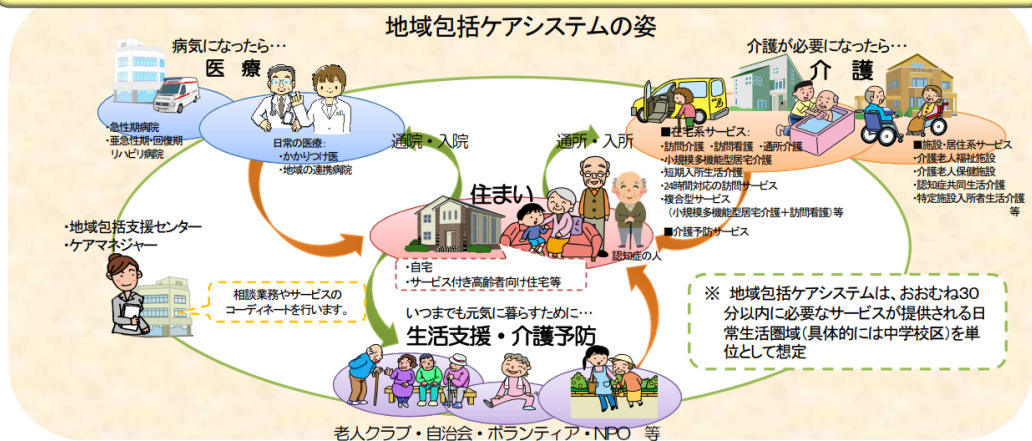 地域包括ケアシステムの姿
病気になったら…
医 療
介護が必要になったら…
介 護
・急性期病院
・亜急性期・回復期
リハビリ病院
日常の医療：
・かかりつけ医
・地域の連携病院
通院・入院
通所・入所
■在宅系サービス：
・訪問介護 ・訪問看護 ・通所介護
・小規模多機能型居宅介護
・短期入所生活介護
・24時間対応の訪問サービス
・複合型サービス
（小規模多機能型居宅介護＋訪問看護）等
■介護予防サービス
■施設・居住系サービス
・介護老人福祉施設
・介護老人保健施設
・認知症共同生活介護
・特定施設入所者生活介護
等
住まい
認知症の人
・自宅
・サービス付き高齢者向け住宅等
・地域包括支援センター
・ケアマネジャー
相談業務やサービスの
コーディネートを行います。
いつまでも元気に暮らすために…
生活支援・介護予防
老人クラブ・自治会・ボランティア・NPO 等
※ 地域包括ケアシステムは、おおむね30
分以内に必要なサービスが提供される日
常生活圏域（具体的には中学校区）を単
位として想定